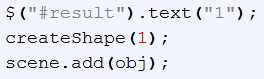 $("#result").text("1");
createShape(1);
scene.add(obj);